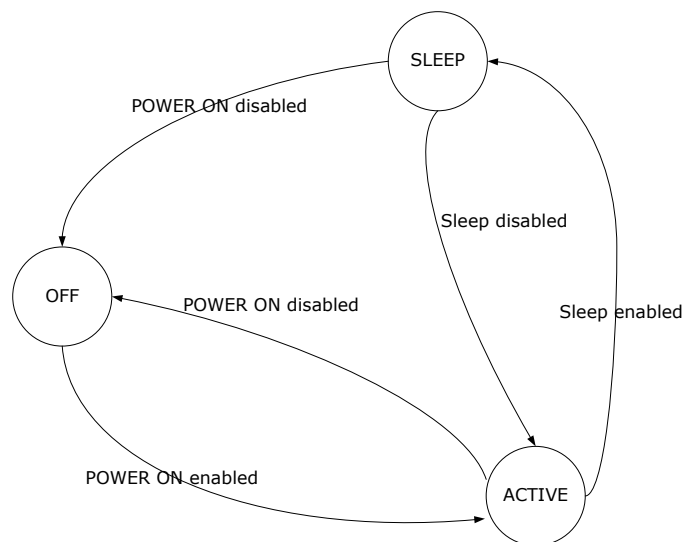 SLEEP
POWER ON disabled
Sleep disabled
OFF
POWER ON disabled
Sleep enabled
POWER ON enabled
ACTIVE